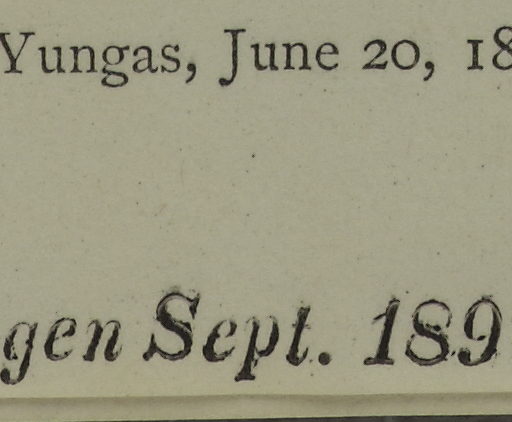 Yungas, June 20, 18
gen Sept. 189